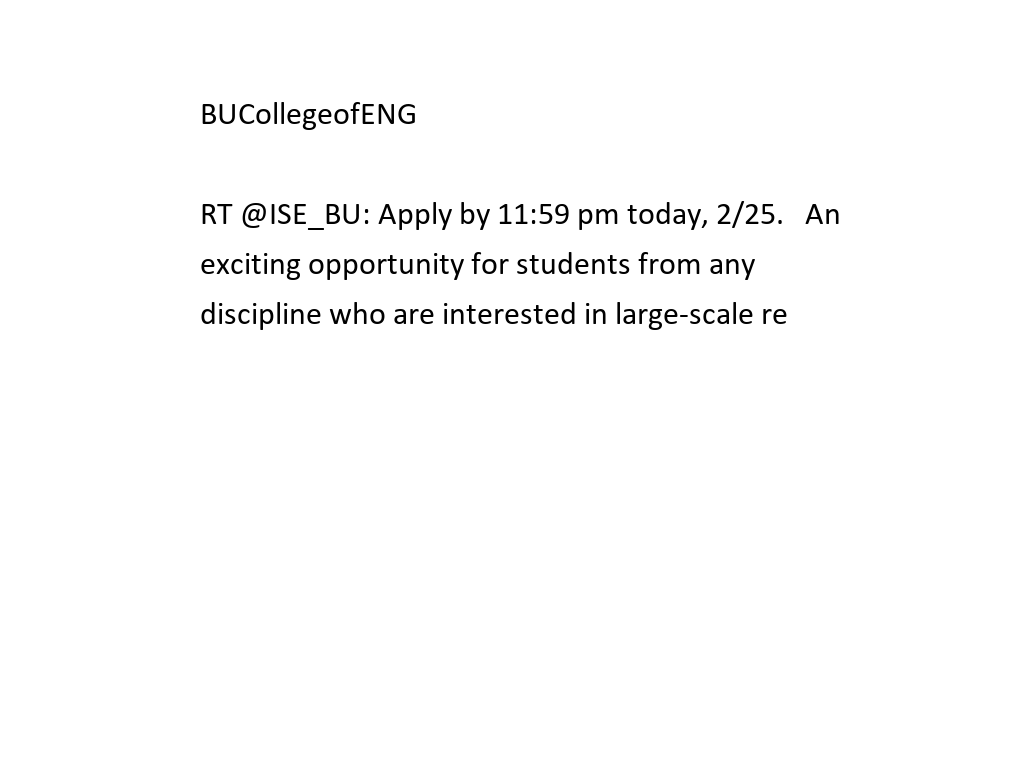 BUCollegeofENG
RT @ISE_BU: Apply by 11:59 pm today, 2/25.   An
exciting opportunity for students from any
discipline who are interested in large-scale re